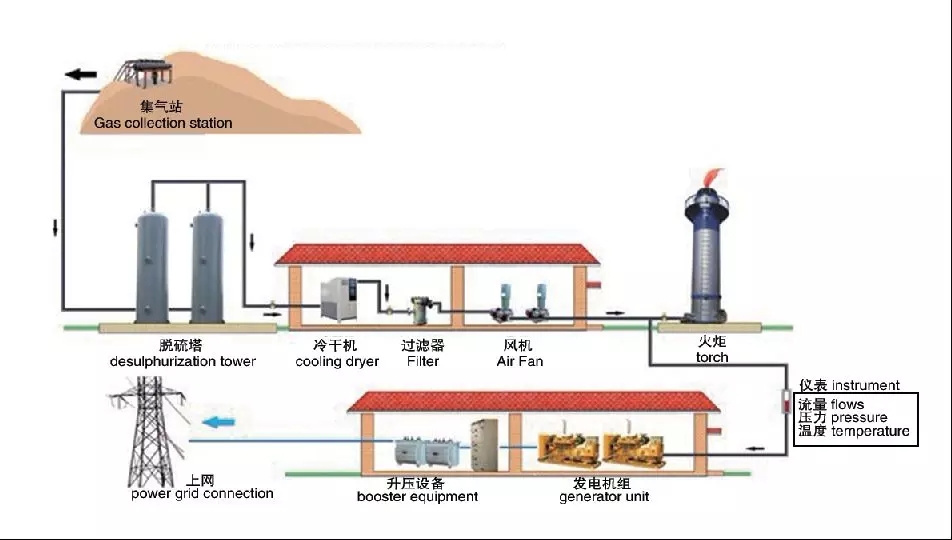 集气站
Gas collection station
脱硫塔
desulphurization tower
冷干机
cooling dryer
过滤器
Filter
风机
Air Fan
火炬
torch
仪表 instrument
流量 flows
压力 pressure
温度 temperature
上网
power grid connection
升压设备
booster equipment
发电机组
generator unit